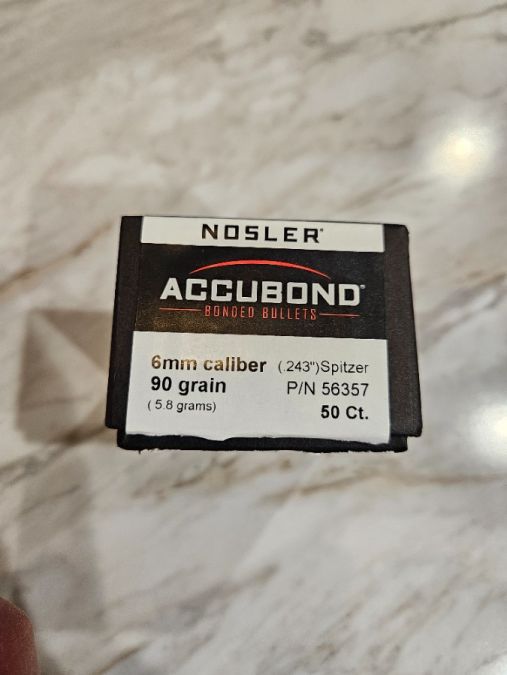 NOSLER®
ACCUBOND®
BONDED BULLETS
6mm caliber (.243")Spitzer
90 grain P/N 56357
(5.8 grams) 50 Ct.